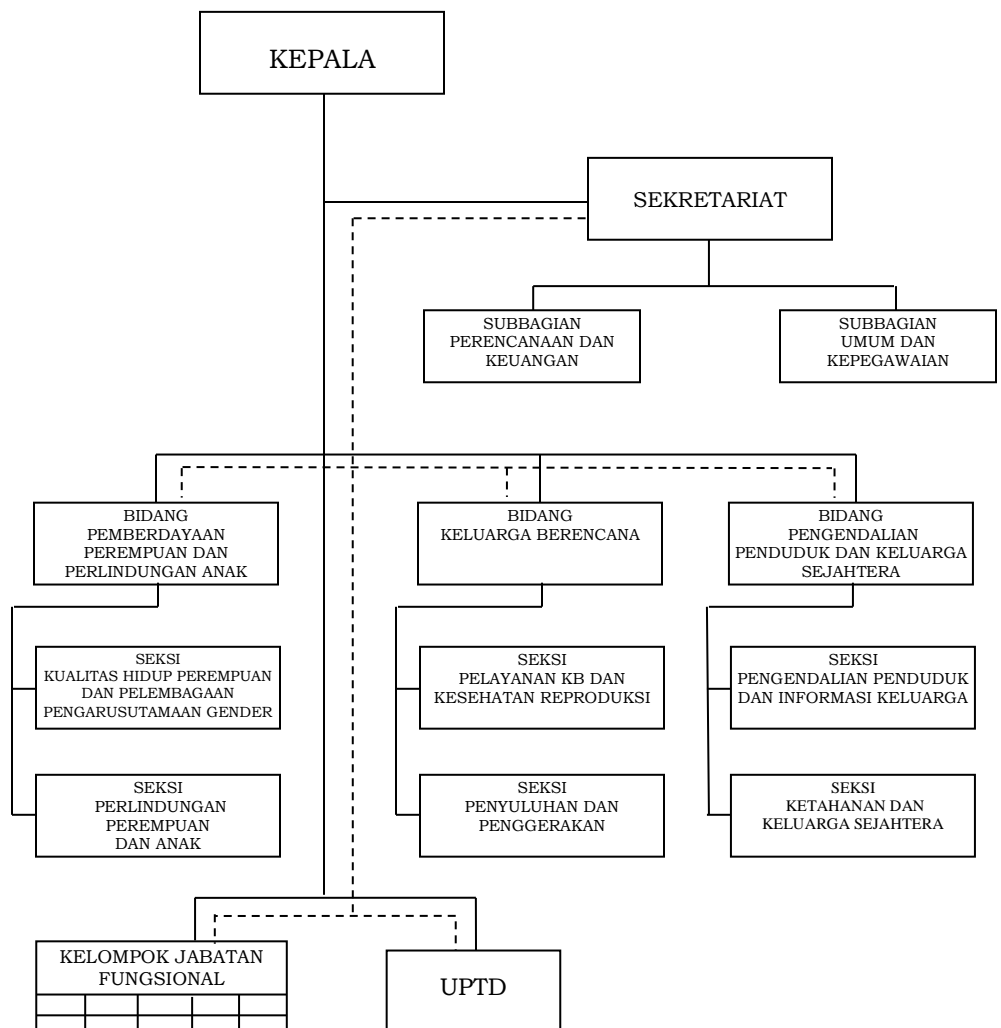 KEPALA
SEKRETARIAT
SUBBAGIAN
PERENCANAAN DAN
KEUANGAN
SUBBAGIAN
UMUM DAN
KEPEGAWAIAN
BIDANG
PEMBERDAYAAN
PEREMPUAN DAN
PERLINDUNGAN ANAK
BIDANG
KELUARGA BERENCANA
BIDANG
PENGENDALIAN
PENDUDUK DAN KELUARGA
SEJAHTERA
SEKSI
KUALITAS HIDUP PEREMPUAN
DAN PELEMBAGAAN
PENGARUSUTAMAAN GENDER
SEKSI
PELAYANAN KB DAN
KESEHATAN REPRODUKSI
SEKSI
PENGENDALIAN PENDUDUK
DAN INFORMASI KELUARGA
SEKSI
PERLINDUNGAN
PEREMPUAN
DAN ANAK
SEKSI
PENYULUHAN DAN
PENGGERAKAN
SEKSI
KETAHANAN DAN
KELUARGA SEJAHTERA
KELOMPOK JABATAN
FUNGSIONAL
UPTD